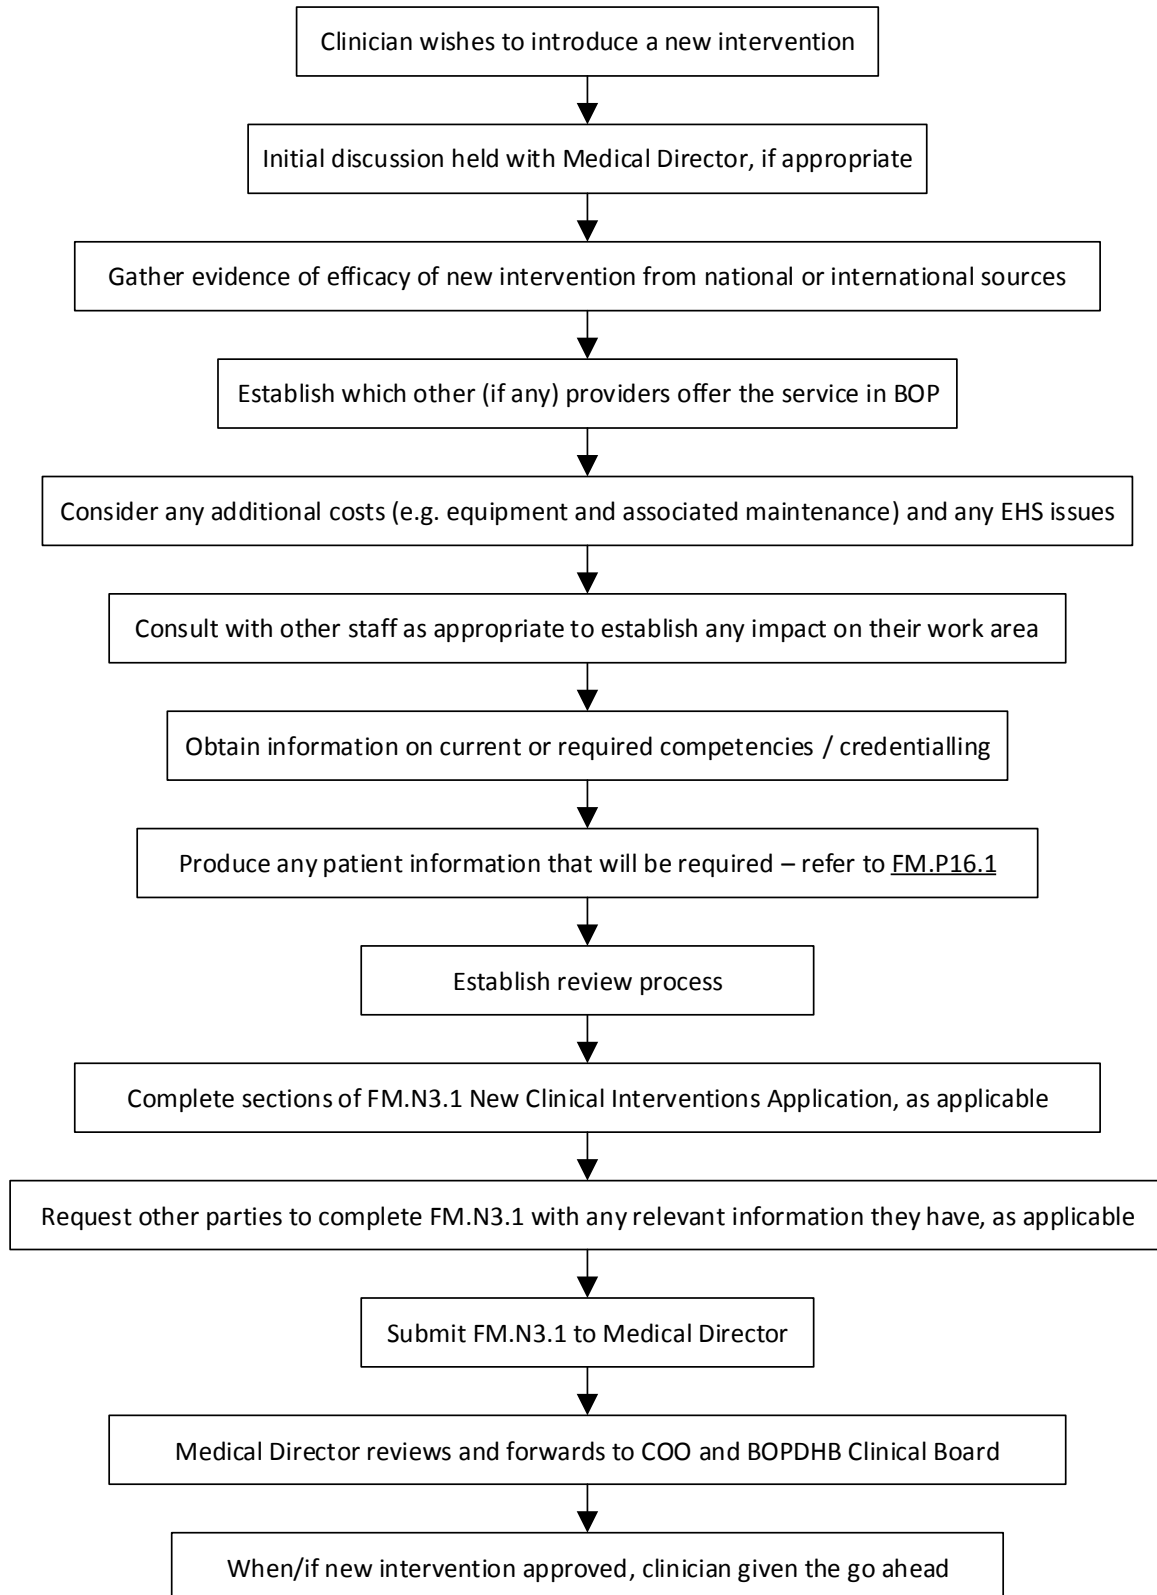 Clinician wishes to introduce a new intervention
Initial discussion held with Medical Director, if appropriate
Gather evidence of efficacy of new intervention from national or international sources
Establish which other (if any) providers offer the service in BOP
Consider any additional costs (e.g. equipment and associated maintenance) and any EHS issues
Consult with other staff as appropriate to establish any impact on their work area
Obtain information on current or required competencies / credentialling
Produce any patient information that will be required – refer to FM.P16.1
Establish review process
Complete sections of FM.N3.1 New Clinical Interventions Application, as applicable
Request other parties to complete FM.N3.1 with any relevant information they have, as applicable
Submit FM.N3.1 to Medical Director
Medical Director reviews and forwards to COO and BOPDHB Clinical Board
When/if new intervention approved, clinician given the go ahead